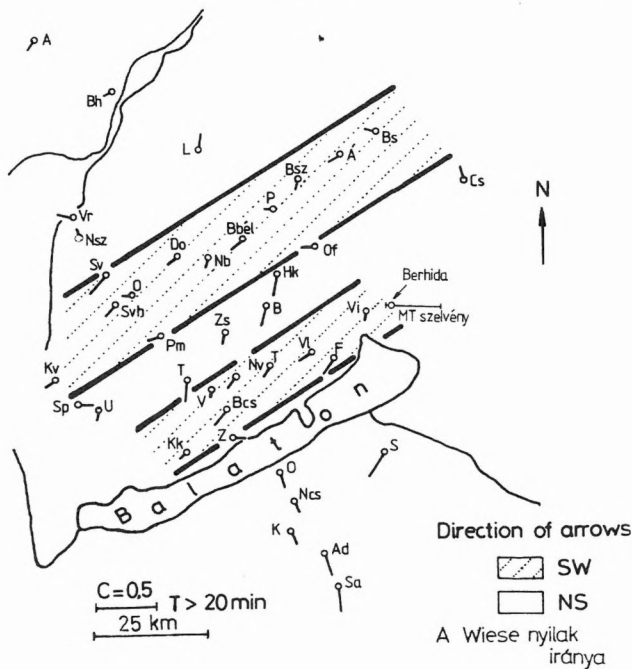 A
Bh
L
Bs
Á
Bsz
Cs
P
Vr
Nsz
Bbél
N
Do
Nb
Of
Sv
Hk
Berhida
O
B
Svh
Vi
MT szelvény
Zs
Pm
Kv
T
Nv
T
Vl
F
V
Sp
U
Bcs
Z
Kk
Balaton
S
O
Ncs
K
Ad
Sa
Direction of arrows
SW
NS
C=0,5
T > 20 min
25 km
A Wiese nyilak
iránya